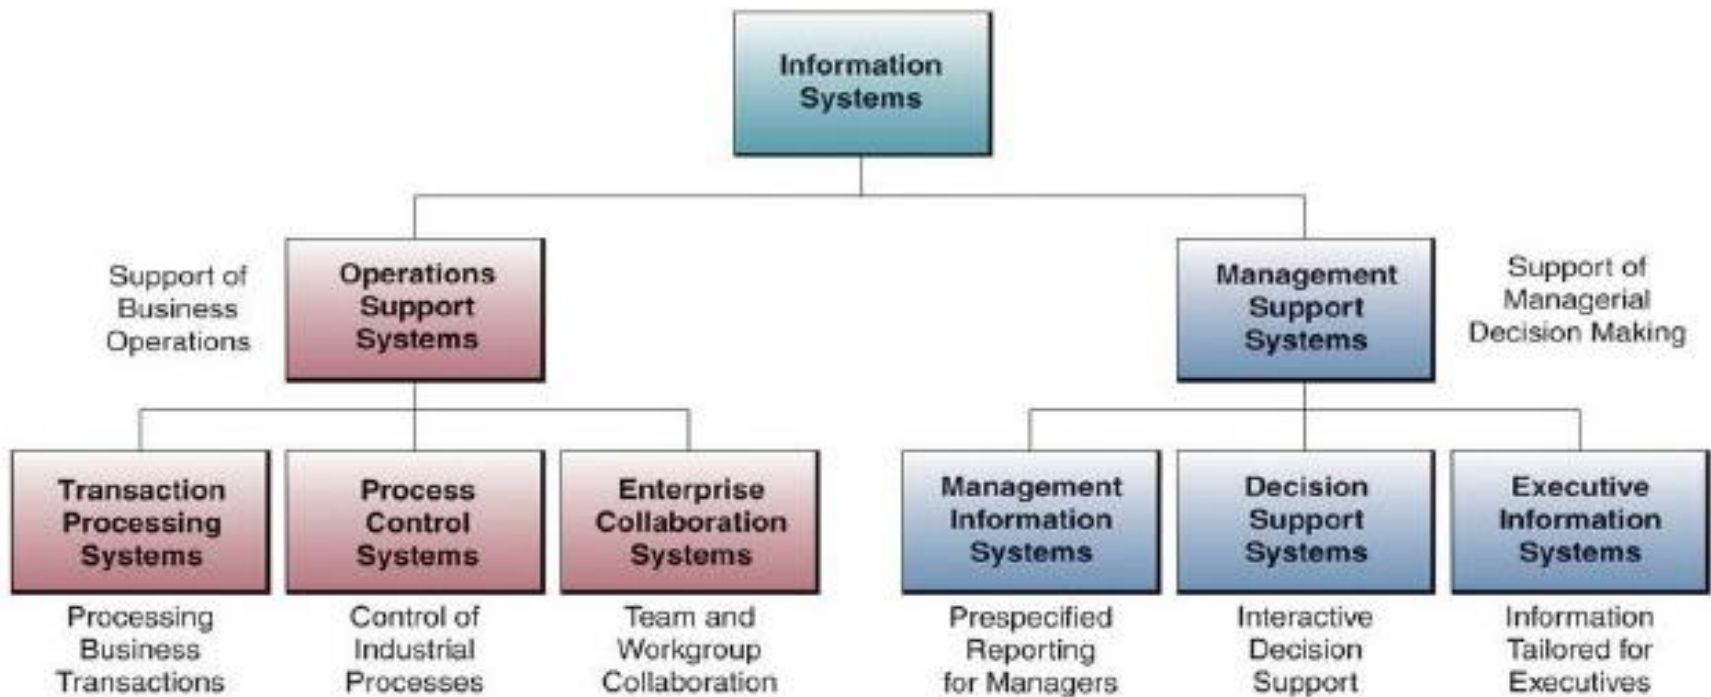 Information
Systems
Support of
Business
Operations
Operations
Support
Systems
Management
Support
Systems
Support of
Managerial
Decision Making
Transaction
Processing
Systems
Process
Control
Systems
Enterprise
Collaboration
Systems
Management
Information
Systems
Decision
Support
Systems
Executive
Information
Systems
Processing
Business
Transactions
Control of
Industrial
Processes
Team and
Workgroup
Collaboration
Prespecified
Reporting
for Managers
Interactive
Decision
Support
Information
Tailored for
Executives